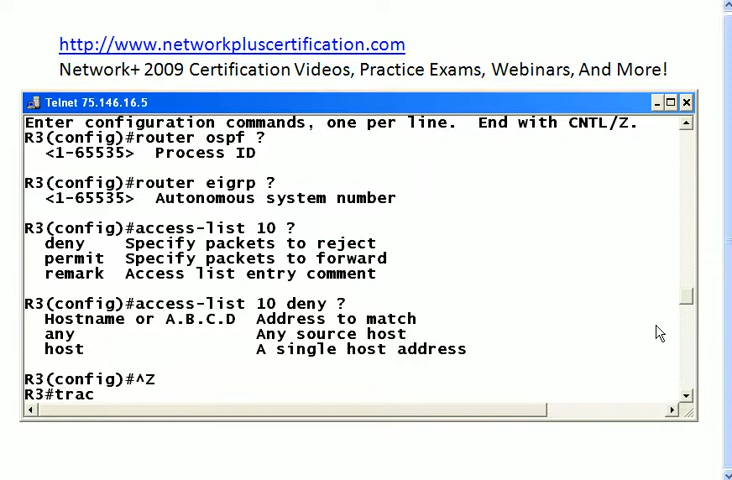 http://www.networkpluscertification.com
Network+ 2009 Certification Videos, Practice Exams, Webinars, And More!
Telnet 75.146.16.5
Enter configuration commands, one per line.  End with CNTL/Z.
R3(config)#router ospf ?
  <1-65535>  Process ID
R3(config)#router eigrp ?
  <1-65535>  Autonomous system number
R3(config)#access-list 10 ?
  deny    Specify packets to reject
  permit  Specify packets to forward
  remark  Access list entry comment
R3(config)#access-list 10 deny ?
  Hostname or A.B.C.D  Address to match
  any                  Any source host
  host                 A single host address
R3(config)#^Z
R3#trac